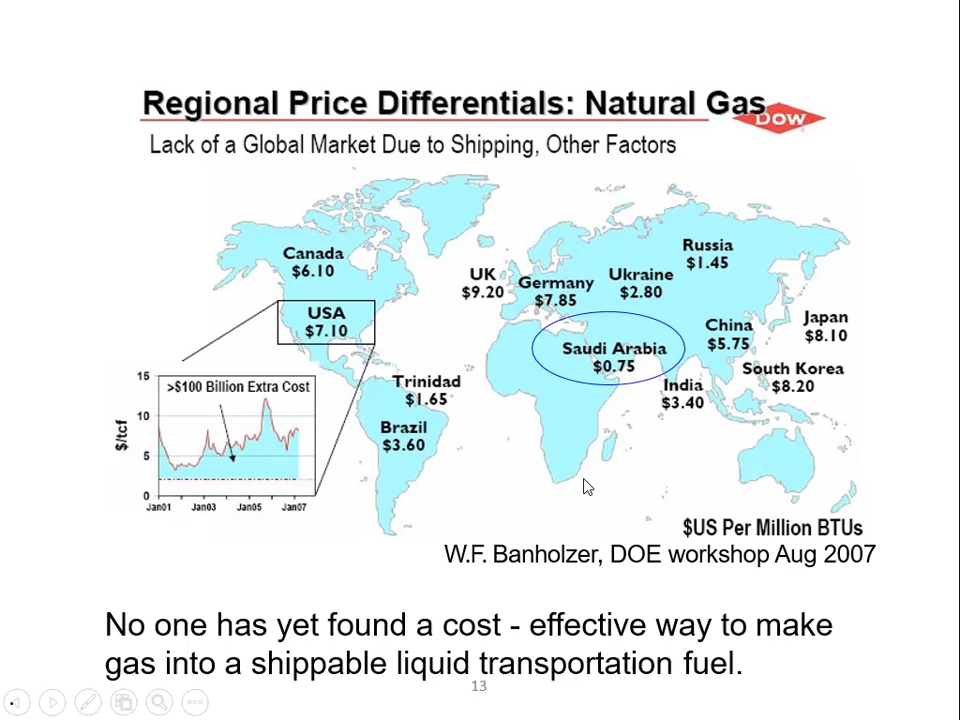 Regional Price Differentials: Natural Gas
Dow
Lack of a Global Market Due to Shipping, Other Factors
Canada
$6.10
USA
$7.10
UK
$9.20
Germany
$7.85
Ukraine
$2.80
Russia
$1.45
Saudi Arabia
$0.75
China
$5.75
Japan
$8.10
South Korea
$8.20
India
$3.40
Trinidad
$1.65
Brazil
$3.60
>$100 Billion Extra Cost
$/tcf
15
10
5
0
Jan01 Jan03 Jan05 Jan07
$US Per Million BTUs
W.F. Banholzer, DOE workshop Aug 2007
No one has yet found a cost - effective way to make
gas into a shippable liquid transportation fuel.
13